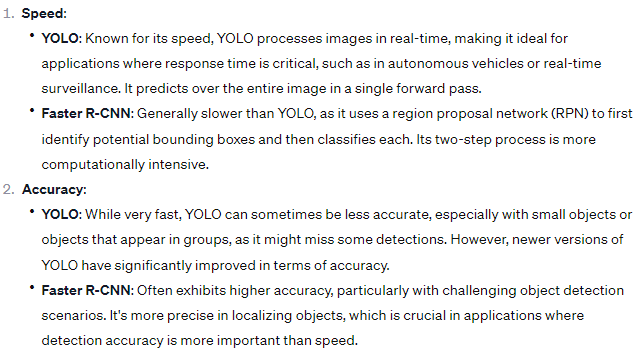 1. Speed:
• YOLO: Known for its speed, YOLO processes images in real-time, making it ideal for
applications where response time is critical, such as in autonomous vehicles or real-time
surveillance. It predicts over the entire image in a single forward pass.
• Faster R-CNN: Generally slower than YOLO, as it uses a region proposal network (RPN) to first
identify potential bounding boxes and then classifies each. Its two-step process is more
computationally intensive.
2. Accuracy:
• YOLO: While very fast, YOLO can sometimes be less accurate, especially with small objects or
objects that appear in groups, as it might miss some detections. However, newer versions of
YOLO have significantly improved in terms of accuracy.
• Faster R-CNN: Often exhibits higher accuracy, particularly with challenging object detection
scenarios. It's more precise in localizing objects, which is crucial in applications where
detection accuracy is more important than speed.